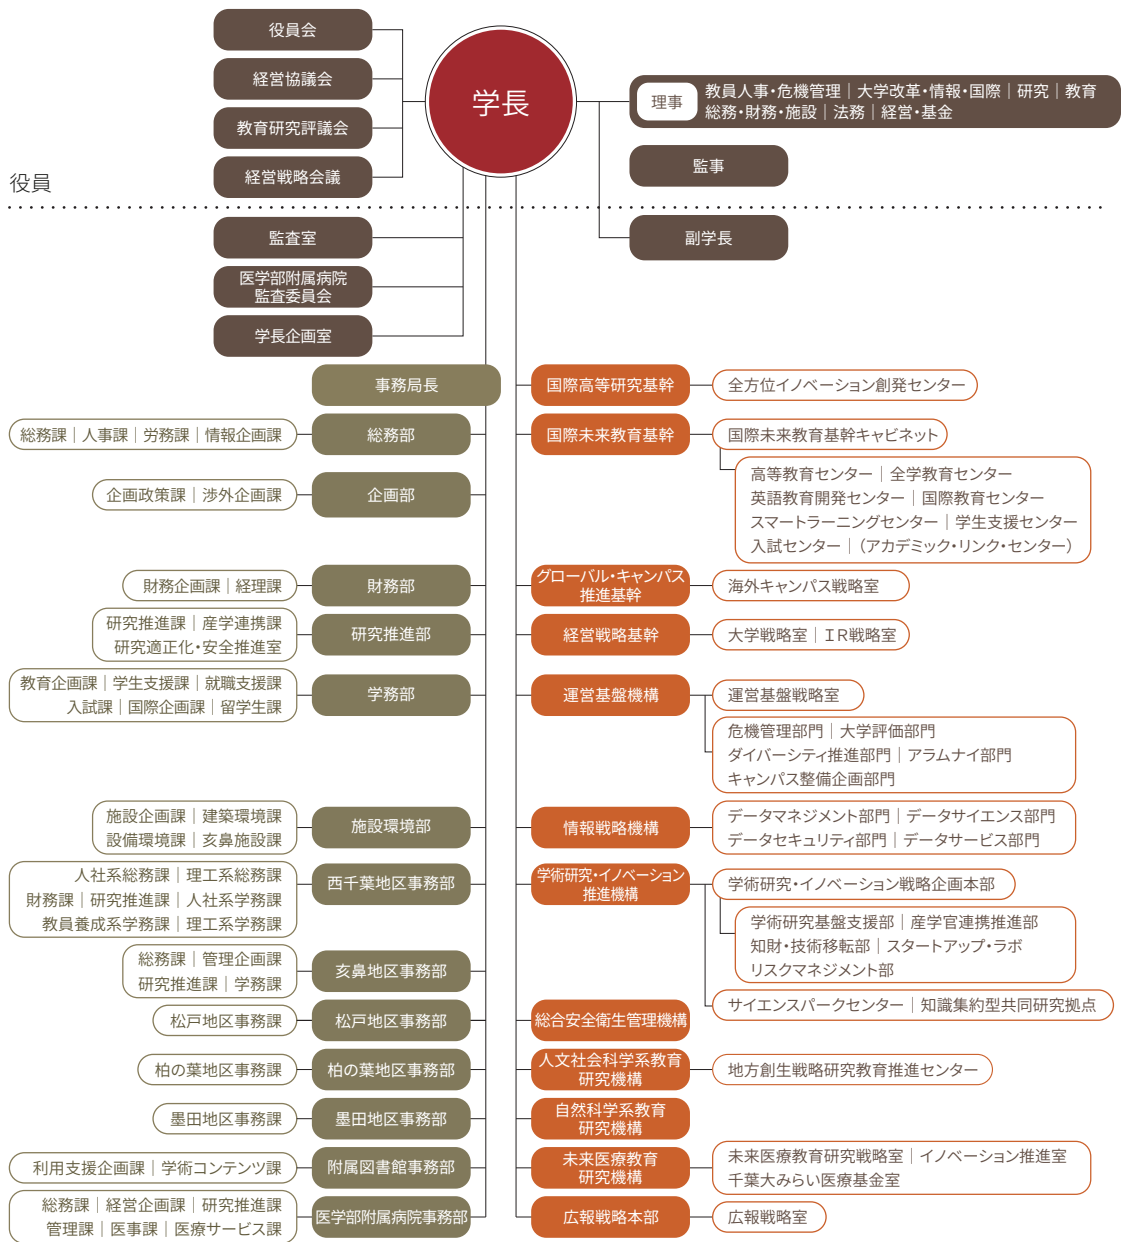 役員会
経営協議会
教育研究評議会
経営戦略会議
学長
理事
教員人事・危機管理｜大学改革・情報・国際｜研究｜教育
総務・財務・施設｜法務｜経営・基金
監事
役員
監査室
医学部附属病院
監査委員会
学長企画室
副学長
事務局長
総務課｜人事課｜労務課｜情報企画課
総務部
企画政策課｜渉外企画課
企画部
財務企画課｜経理課
財務部
研究推進課｜産学連携課
研究適正化・安全推進室
研究推進部
教育企画課｜学生支援課｜就職支援課
入試課｜国際企画課｜留学生課
学務部
施設企画課｜建築環境課
設備環境課｜亥鼻施設課
施設環境部
人社系総務課｜理工系総務課
財務課｜研究推進課｜人社系学務課
教員養成系学務課｜理工系学務課
西千葉地区事務部
総務課｜管理企画課
研究推進課｜学務課
亥鼻地区事務部
松戸地区事務課
松戸地区事務部
柏の葉地区事務課
柏の葉地区事務部
墨田地区事務課
墨田地区事務部
利用支援企画課｜学術コンテンツ課
附属図書館事務部
総務課｜経営企画課｜研究推進課
管理課｜医事課｜医療サービス課
医学部附属病院事務部
国際高等研究基幹
全方位イノベーション創発センター
国際未来教育基幹
国際未来教育基幹キャビネット
高等教育センター｜全学教育センター
英語教育開発センター｜国際教育センター
スマートラーニングセンター｜学生支援センター
入試センター｜（アカデミック・リンク・センター）
グローバル・キャンパス
推進基幹
海外キャンパス戦略室
経営戦略基幹
大学戦略室｜ＩＲ戦略室
運営基盤機構
運営基盤戦略室
危機管理部門｜大学評価部門
ダイバーシティ推進部門｜アラムナイ部門
キャンパス整備企画部門
情報戦略機構
データマネジメント部門｜データサイエンス部門
データセキュリティ部門｜データサービス部門
学術研究・イノベーション
推進機構
学術研究・イノベーション戦略企画本部
学術研究基盤支援部｜産学官連携推進部
知財・技術移転部｜スタートアップ・ラボ
リスクマネジメント部
サイエンスパークセンター｜知識集約型共同研究拠点
総合安全衛生管理機構
人文社会科学系教育
研究機構
地方創生戦略研究教育推進センター
自然科学系教育
研究機構
未来医療教育
研究機構
未来医療教育研究戦略室｜イノベーション推進室
千葉大みらい医療基金室
広報戦略本部
広報戦略室